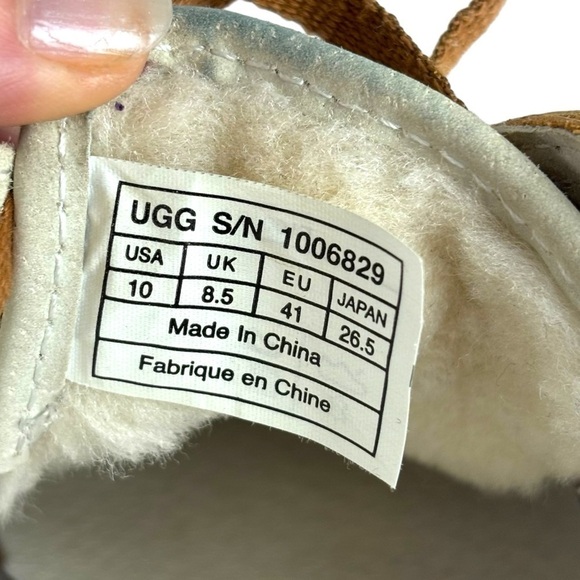 UGG S/N 1006829
USA UK EU JAPAN
10 8.5 41 26.5
Made In China
Fabrique en Chine